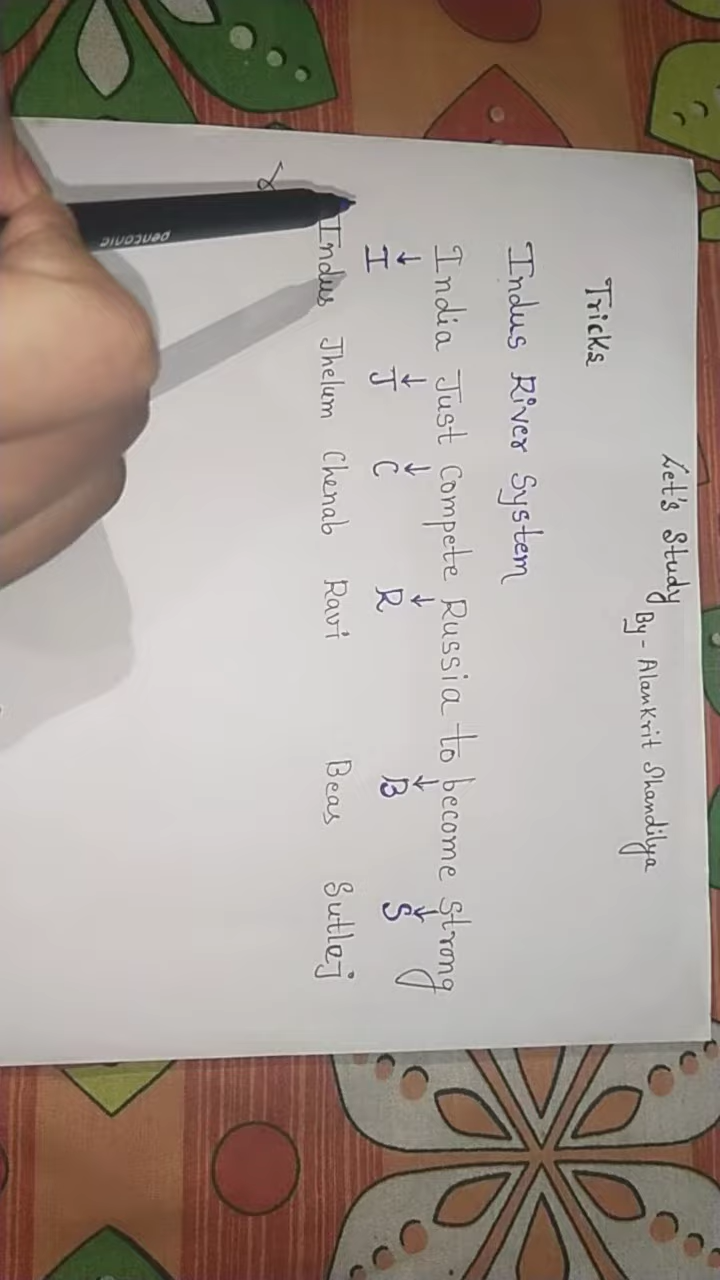 Let's Study
By - Alankrit Shandilya
Tricks
Indus River System
India Just Compete Russia to become strong
↓ ↓ ↓ ↓ ↓ ↓
I J C R B S
Indus Jhelum Chenab Ravi Beas Sutlej
pentonic